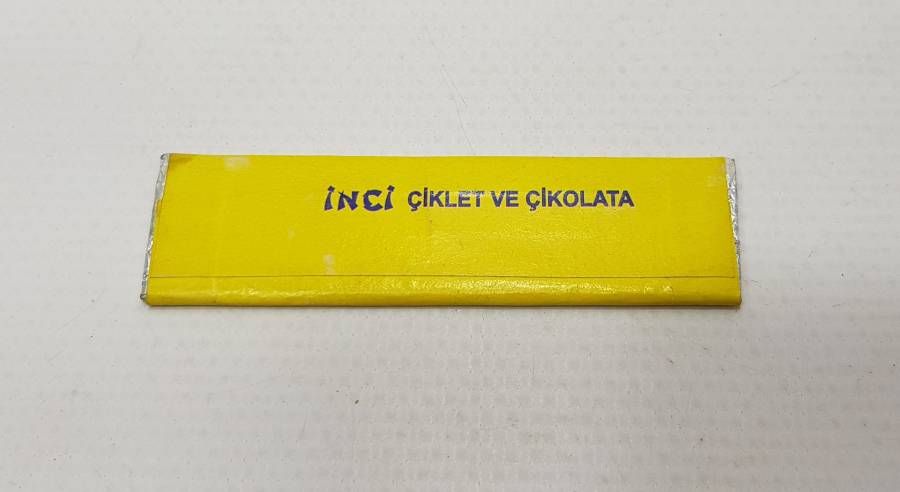 İNCİ ÇİKLET VE ÇİKOLATA